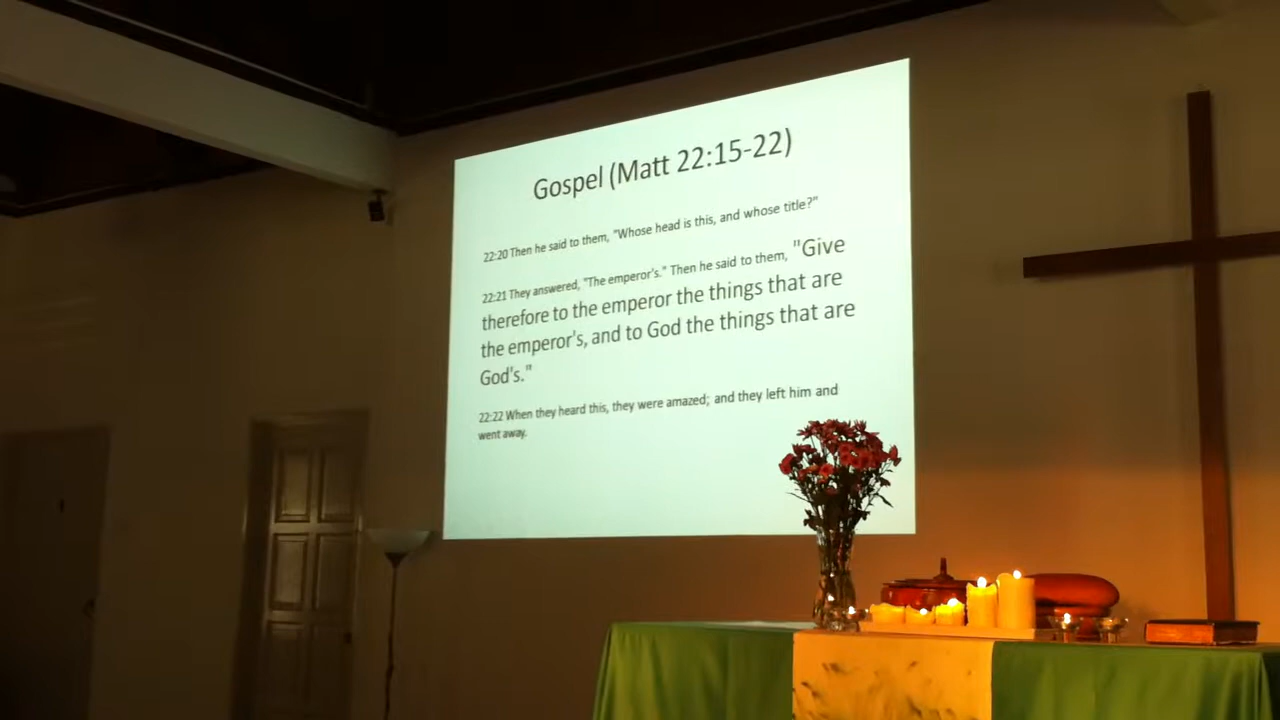 Gospel (Matt 22:15-22)
22:20 Then he said to them, "Whose head is this, and whose title?"
22:21 They answered, "The emperor's." Then he said to them, "Give
therefore to the emperor the things that are
the emperor's, and to God the things that are
God's."
22:22 When they heard this, they were amazed; and they left him and
went away.